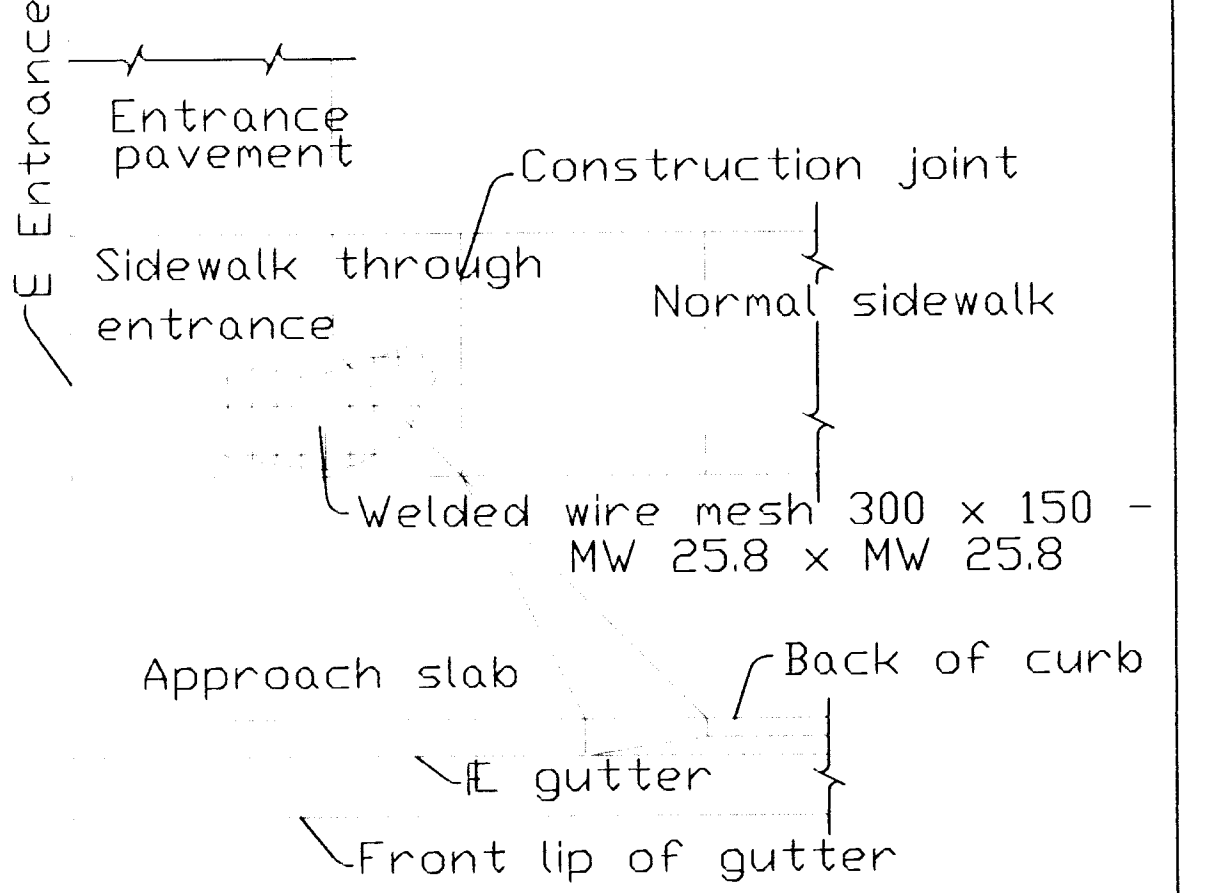 ℄ Entrance
Entrance
pavement
Construction joint
Sidewalk through
entrance
Normal sidewalk
Welded wire mesh 300 x 150 -
MW 25.8 x MW 25.8
Approach slab
Back of curb
℄ gutter
Front lip of gutter